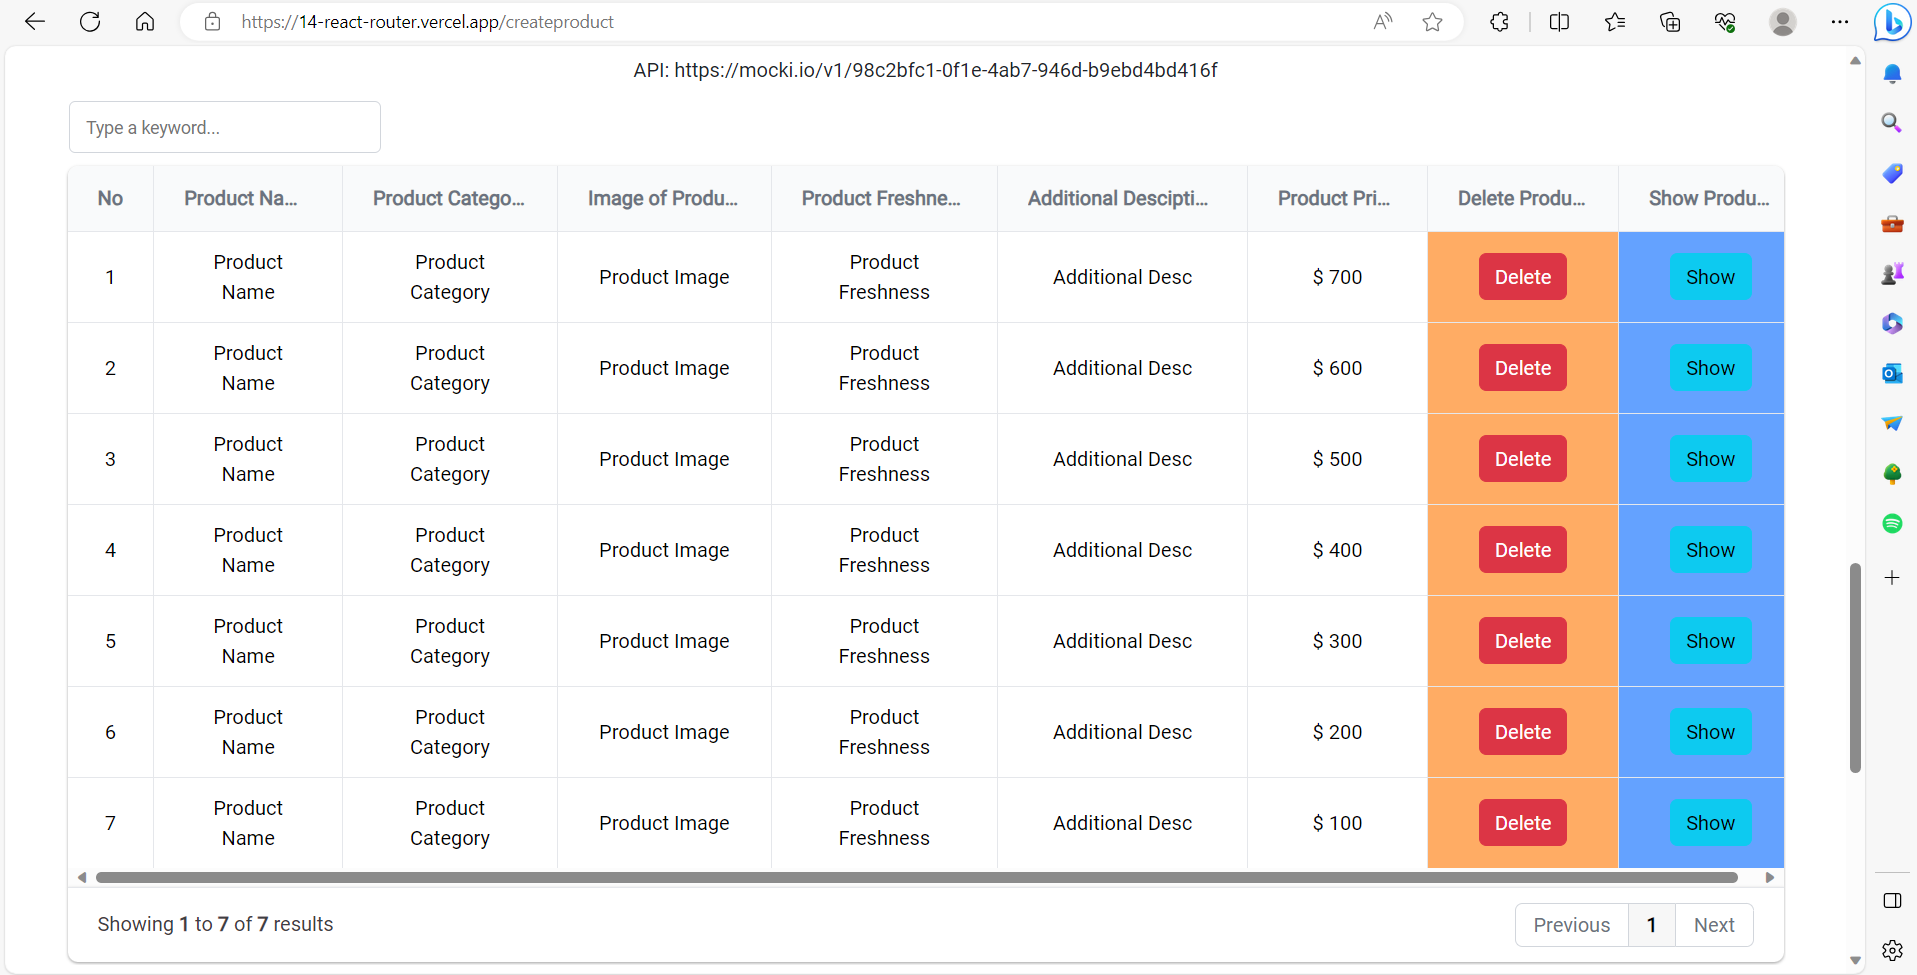 https://14-react-router.vercel.app/createproduct
API: https://mocki.io/v1/98c2bfc1-0f1e-4ab7-946d-b9ebd4bd416f
Type a keyword...
No Product Na... Product Catego... Image of Produ... Product Freshne... Additional Descipti... Product Pri... Delete Produ... Show Produ...
1 Product Name Product Category Product Image Product Freshness Additional Desc $ 700 Delete Show
2 Product Name Product Category Product Image Product Freshness Additional Desc $ 600 Delete Show
3 Product Name Product Category Product Image Product Freshness Additional Desc $ 500 Delete Show
4 Product Name Product Category Product Image Product Freshness Additional Desc $ 400 Delete Show
5 Product Name Product Category Product Image Product Freshness Additional Desc $ 300 Delete Show
6 Product Name Product Category Product Image Product Freshness Additional Desc $ 200 Delete Show
7 Product Name Product Category Product Image Product Freshness Additional Desc $ 100 Delete Show
Showing 1 to 7 of 7 results
Previous 1 Next